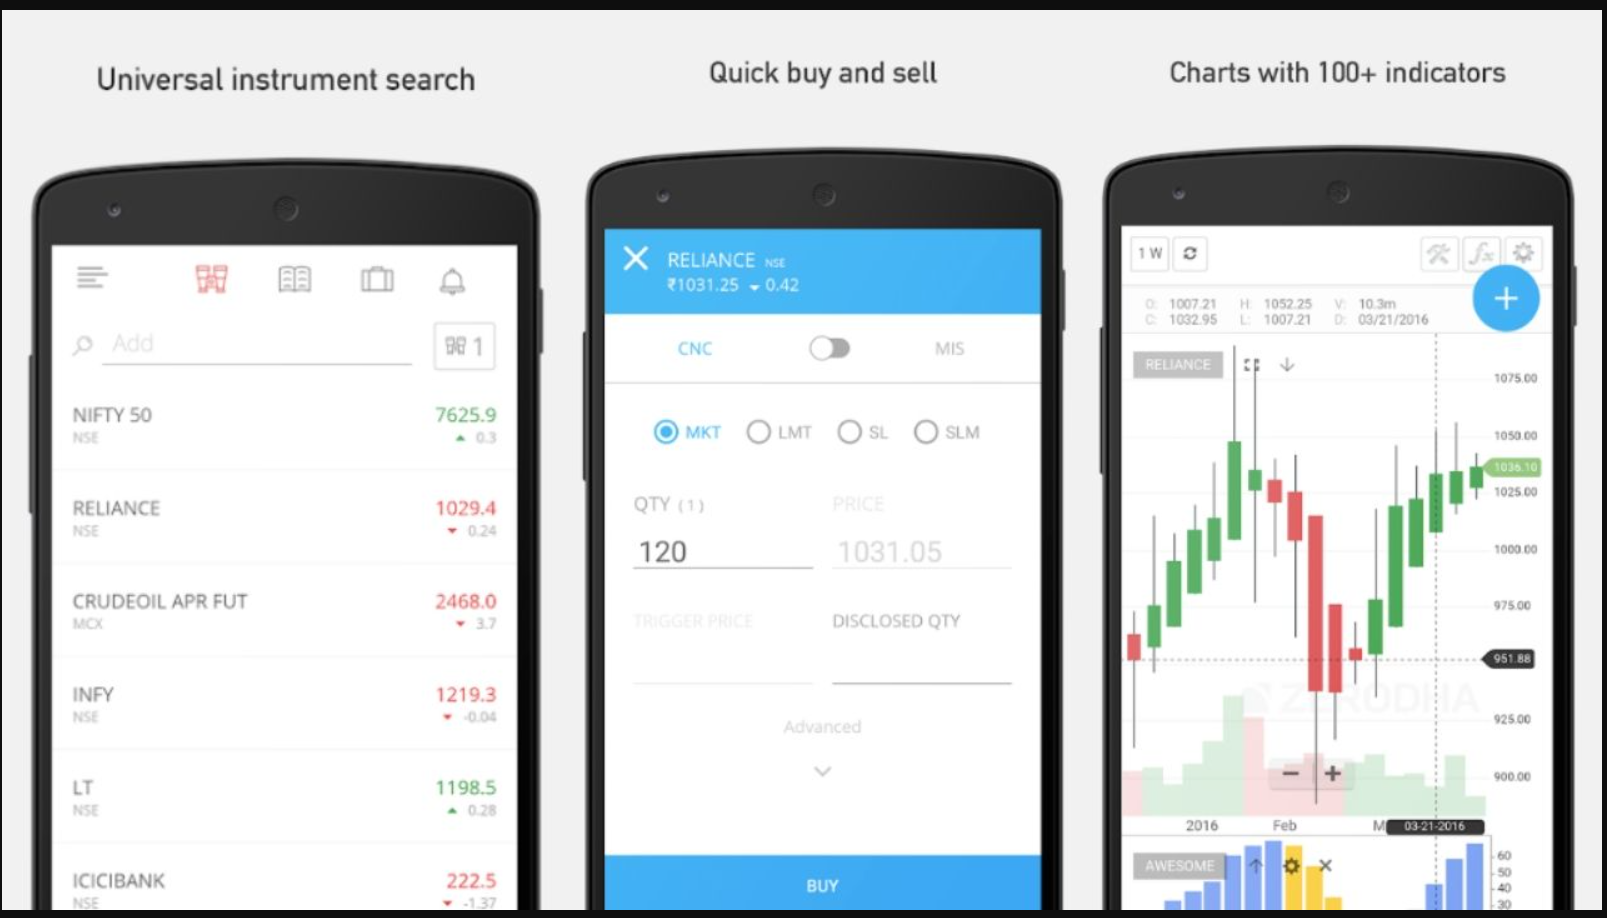 Universal instrument search
Add
1
NIFTY 50
7625.9
NSE
0.3
RELIANCE
1029.4
NSE
0.24
CRUDEOIL APR FUT
2468.0
MCX
3.7
INFY
1219.3
NSE
-0.04
LT
1198.5
NSE
0.28
ICICIBANK
222.5
NSE
-1.37
Quick buy and sell
RELIANCE NSE
₹1031.25 0.42
CNC
MIS
MKT LMT SL SLM
QTY (1)
PRICE
120
1031.05
TRIGGER PRICE
DISCLOSED QTY
Advanced
BUY
Charts with 100+ indicators
1 W
fx
O: 1007.21 H: 1052.25 V: 10.3m
C: 1032.95 L: 1007.21 D: 03/21/2016
RELIANCE
1075.00
1050.00
1036.10
1025.00
1000.00
975.00
951.88
ZERODHA
925.00
900.00
2016 Feb M 03-21-2016
AWESOME
60
50
40
30